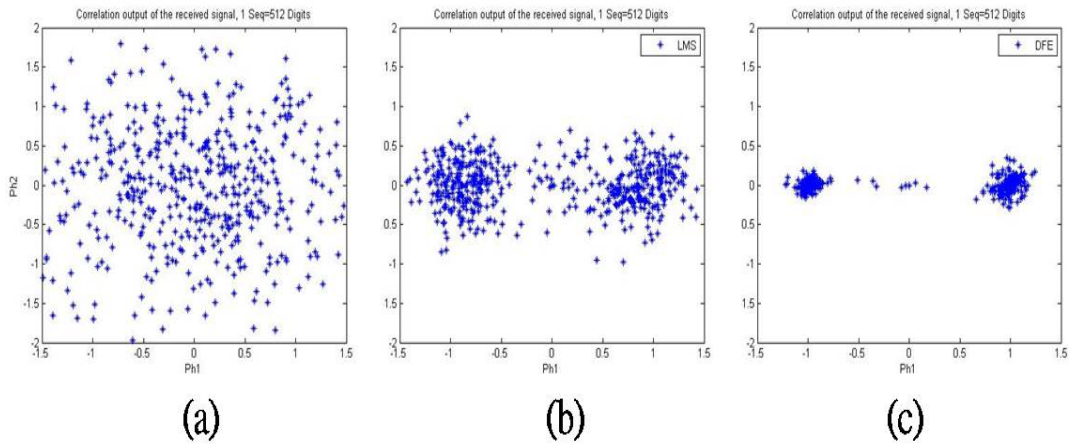 Correlation output of the received signal, 1 Seq=512 Digits
2
1.5
1
0.5
0
-0.5
-1
-1.5
-2
Ph2
-1.5 -1 -0.5 0 0.5 1 1.5
Ph1
(a)
Correlation output of the received signal, 1 Seq=512 Digits
LMS
2
1.5
1
0.5
0
-0.5
-1
-1.5
-2
-1.5 -1 -0.5 0 0.5 1 1.5
Ph1
(b)
Correlation output of the received signal, 1 Seq=512 Digits
DFE
2
1.5
1
0.5
0
-0.5
-1
-1.5
-2
-1.5 -1 -0.5 0 0.5 1 1.5
Ph1
(c)